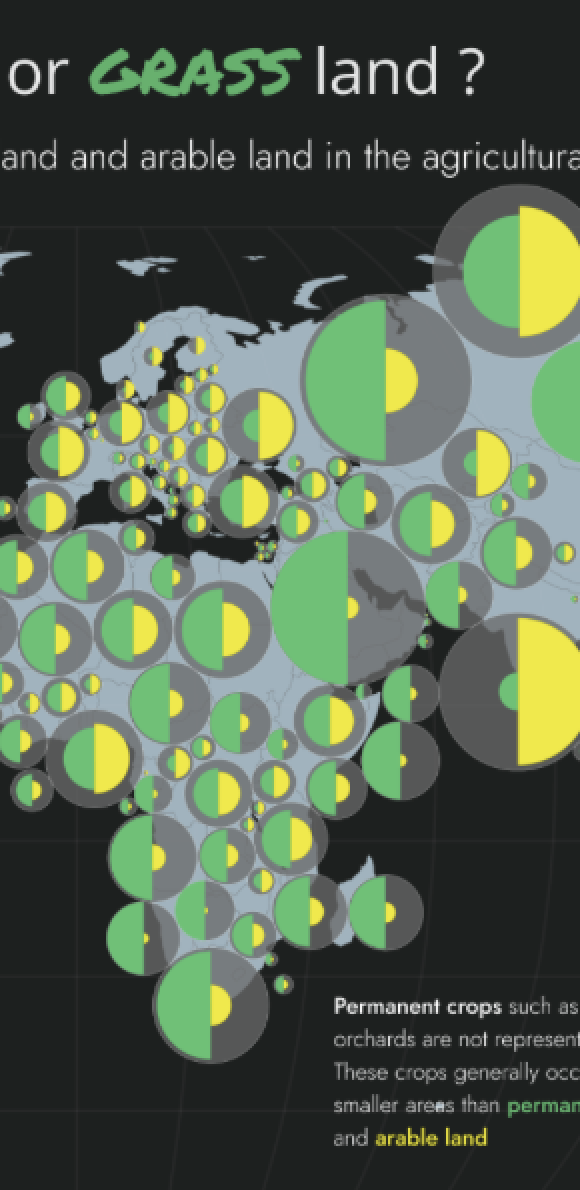 or GRASS land ?
and and arable land in the agricultura
Permanent crops such as
orchards are not represent
These crops generally occ
smaller areas than perman
and arable land